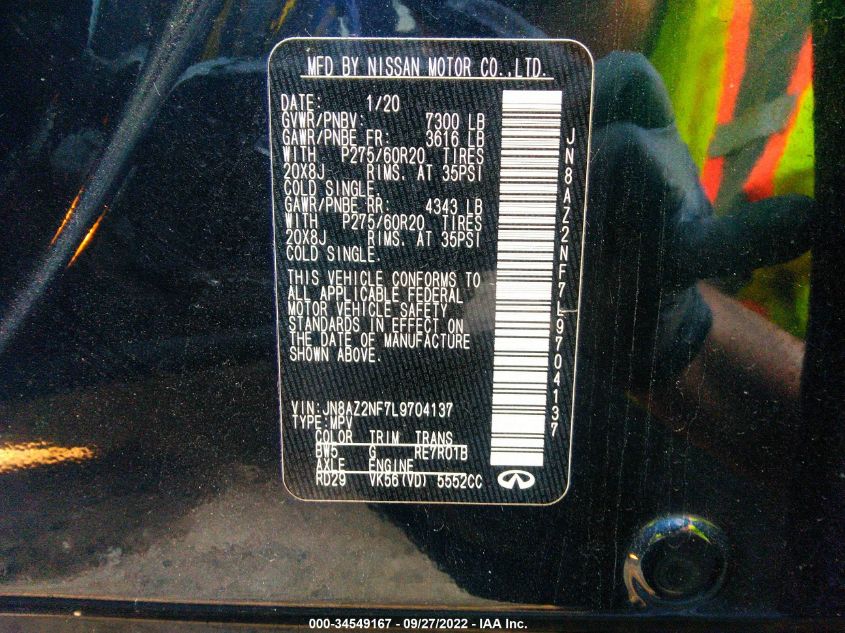 MFD BY NISSAN MOTOR CO.,LTD.
DATE: 1/20
GVWR/PNBV: 7300 LB
GAWR/PNBE FR: 3616 LB
WITH P275/60R20 TIRES
20X8J RIMS. AT 35PSI
COLD SINGLE.
GAWR/PNBE RR: 4343 LB
WITH P275/60R20 TIRES
20X8J RIMS. AT 35PSI
COLD SINGLE.
THIS VEHICLE CONFORMS TO
ALL APPLICABLE FEDERAL
MOTOR VEHICLE SAFETY
STANDARDS IN EFFECT ON
THE DATE OF MANUFACTURE
SHOWN ABOVE.
VIN:JN8AZ2NF7L9704137
TYPE:MPV
COLOR TRIM TRANS
BW5 G RE7R01B
AXLE ENGINE
RD29 VK56(VD) 5552CC
JN8AZ2NF7L9704137
000-34549167 - 09/27/2022 - IAA Inc.